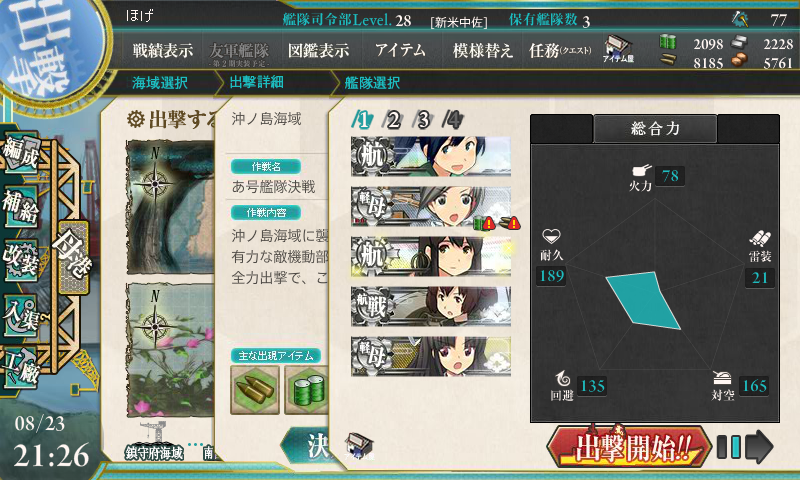 出撃
ほげ
艦隊司令部Level. 28
[新米中佐]
保有艦隊数 3
77
戦績表示
友軍艦隊
第2期実装予定
図鑑表示
アイテム
模様替え
任務(クエスト)
アイテム屋
2098
2228
8185
5761
海域選択
出撃詳細
艦隊選択
編成
補給
改装
入渠
工廠
母港
08/23
21:26
出撃する
N
N
鎮守府海域
南
沖ノ島海域
作戦名
あ号艦隊決戦
作戦内容
沖ノ島海域に襲
有力な敵機動部
全力出撃で、こ
主な出現アイテム
決
1
2
3
4
航
軽母
航
航戦
軽母
総合力
火力
78
耐久
189
雷装
21
回避
135
対空
165
出撃開始!!